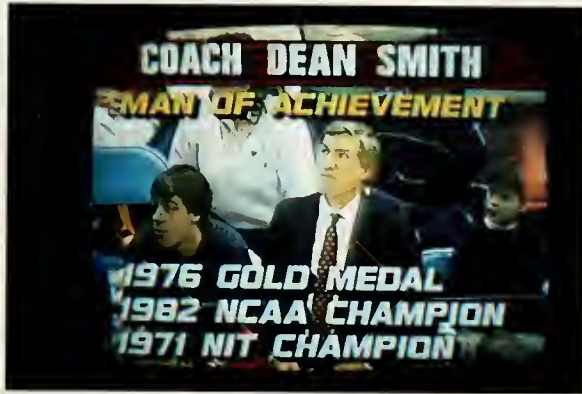 COACH DEAN SMITH
MAN OF ACHIEVEMENT
1976 GOLD MEDAL
1982 NCAA CHAMPION
1971 NIT CHAMPION